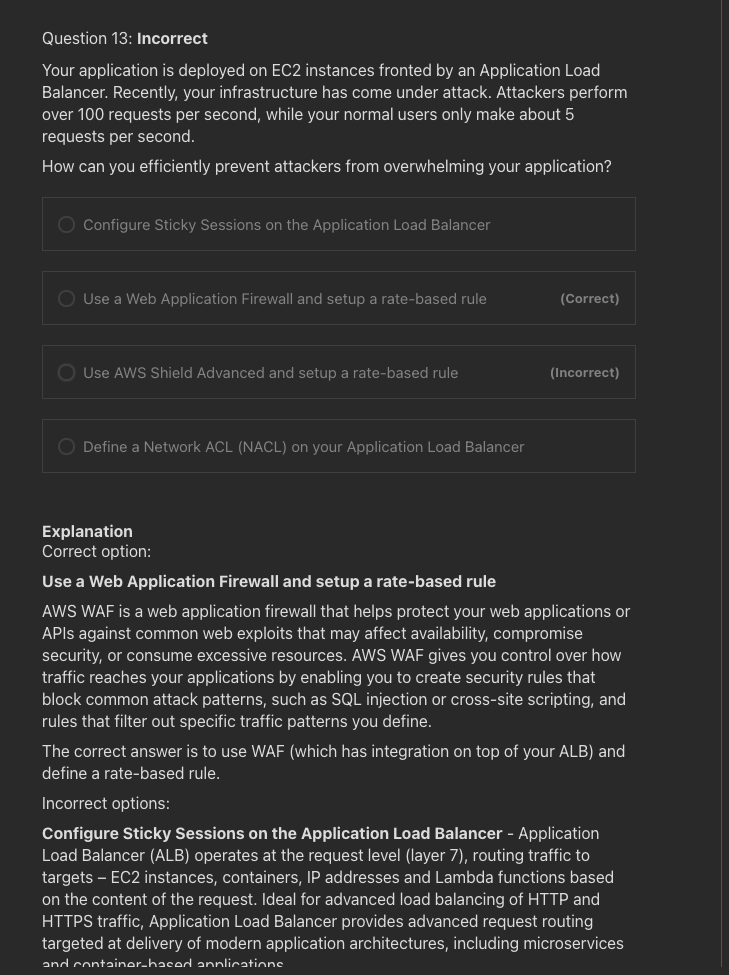 Question 13: Incorrect
Your application is deployed on EC2 instances fronted by an Application Load
Balancer. Recently, your infrastructure has come under attack. Attackers perform
over 100 requests per second, while your normal users only make about 5
requests per second.
How can you efficiently prevent attackers from overwhelming your application?
Configure Sticky Sessions on the Application Load Balancer
Use a Web Application Firewall and setup a rate-based rule (Correct)
Use AWS Shield Advanced and setup a rate-based rule (Incorrect)
Define a Network ACL (NACL) on your Application Load Balancer
Explanation
Correct option:
Use a Web Application Firewall and setup a rate-based rule
AWS WAF is a web application firewall that helps protect your web applications or
APIs against common web exploits that may affect availability, compromise
security, or consume excessive resources. AWS WAF gives you control over how
traffic reaches your applications by enabling you to create security rules that
block common attack patterns, such as SQL injection or cross-site scripting, and
rules that filter out specific traffic patterns you define.
The correct answer is to use WAF (which has integration on top of your ALB) and
define a rate-based rule.
Incorrect options:
Configure Sticky Sessions on the Application Load Balancer - Application
Load Balancer (ALB) operates at the request level (layer 7), routing traffic to
targets – EC2 instances, containers, IP addresses and Lambda functions based
on the content of the request. Ideal for advanced load balancing of HTTP and
HTTPS traffic, Application Load Balancer provides advanced request routing
targeted at delivery of modern application architectures, including microservices
and container-based applications.